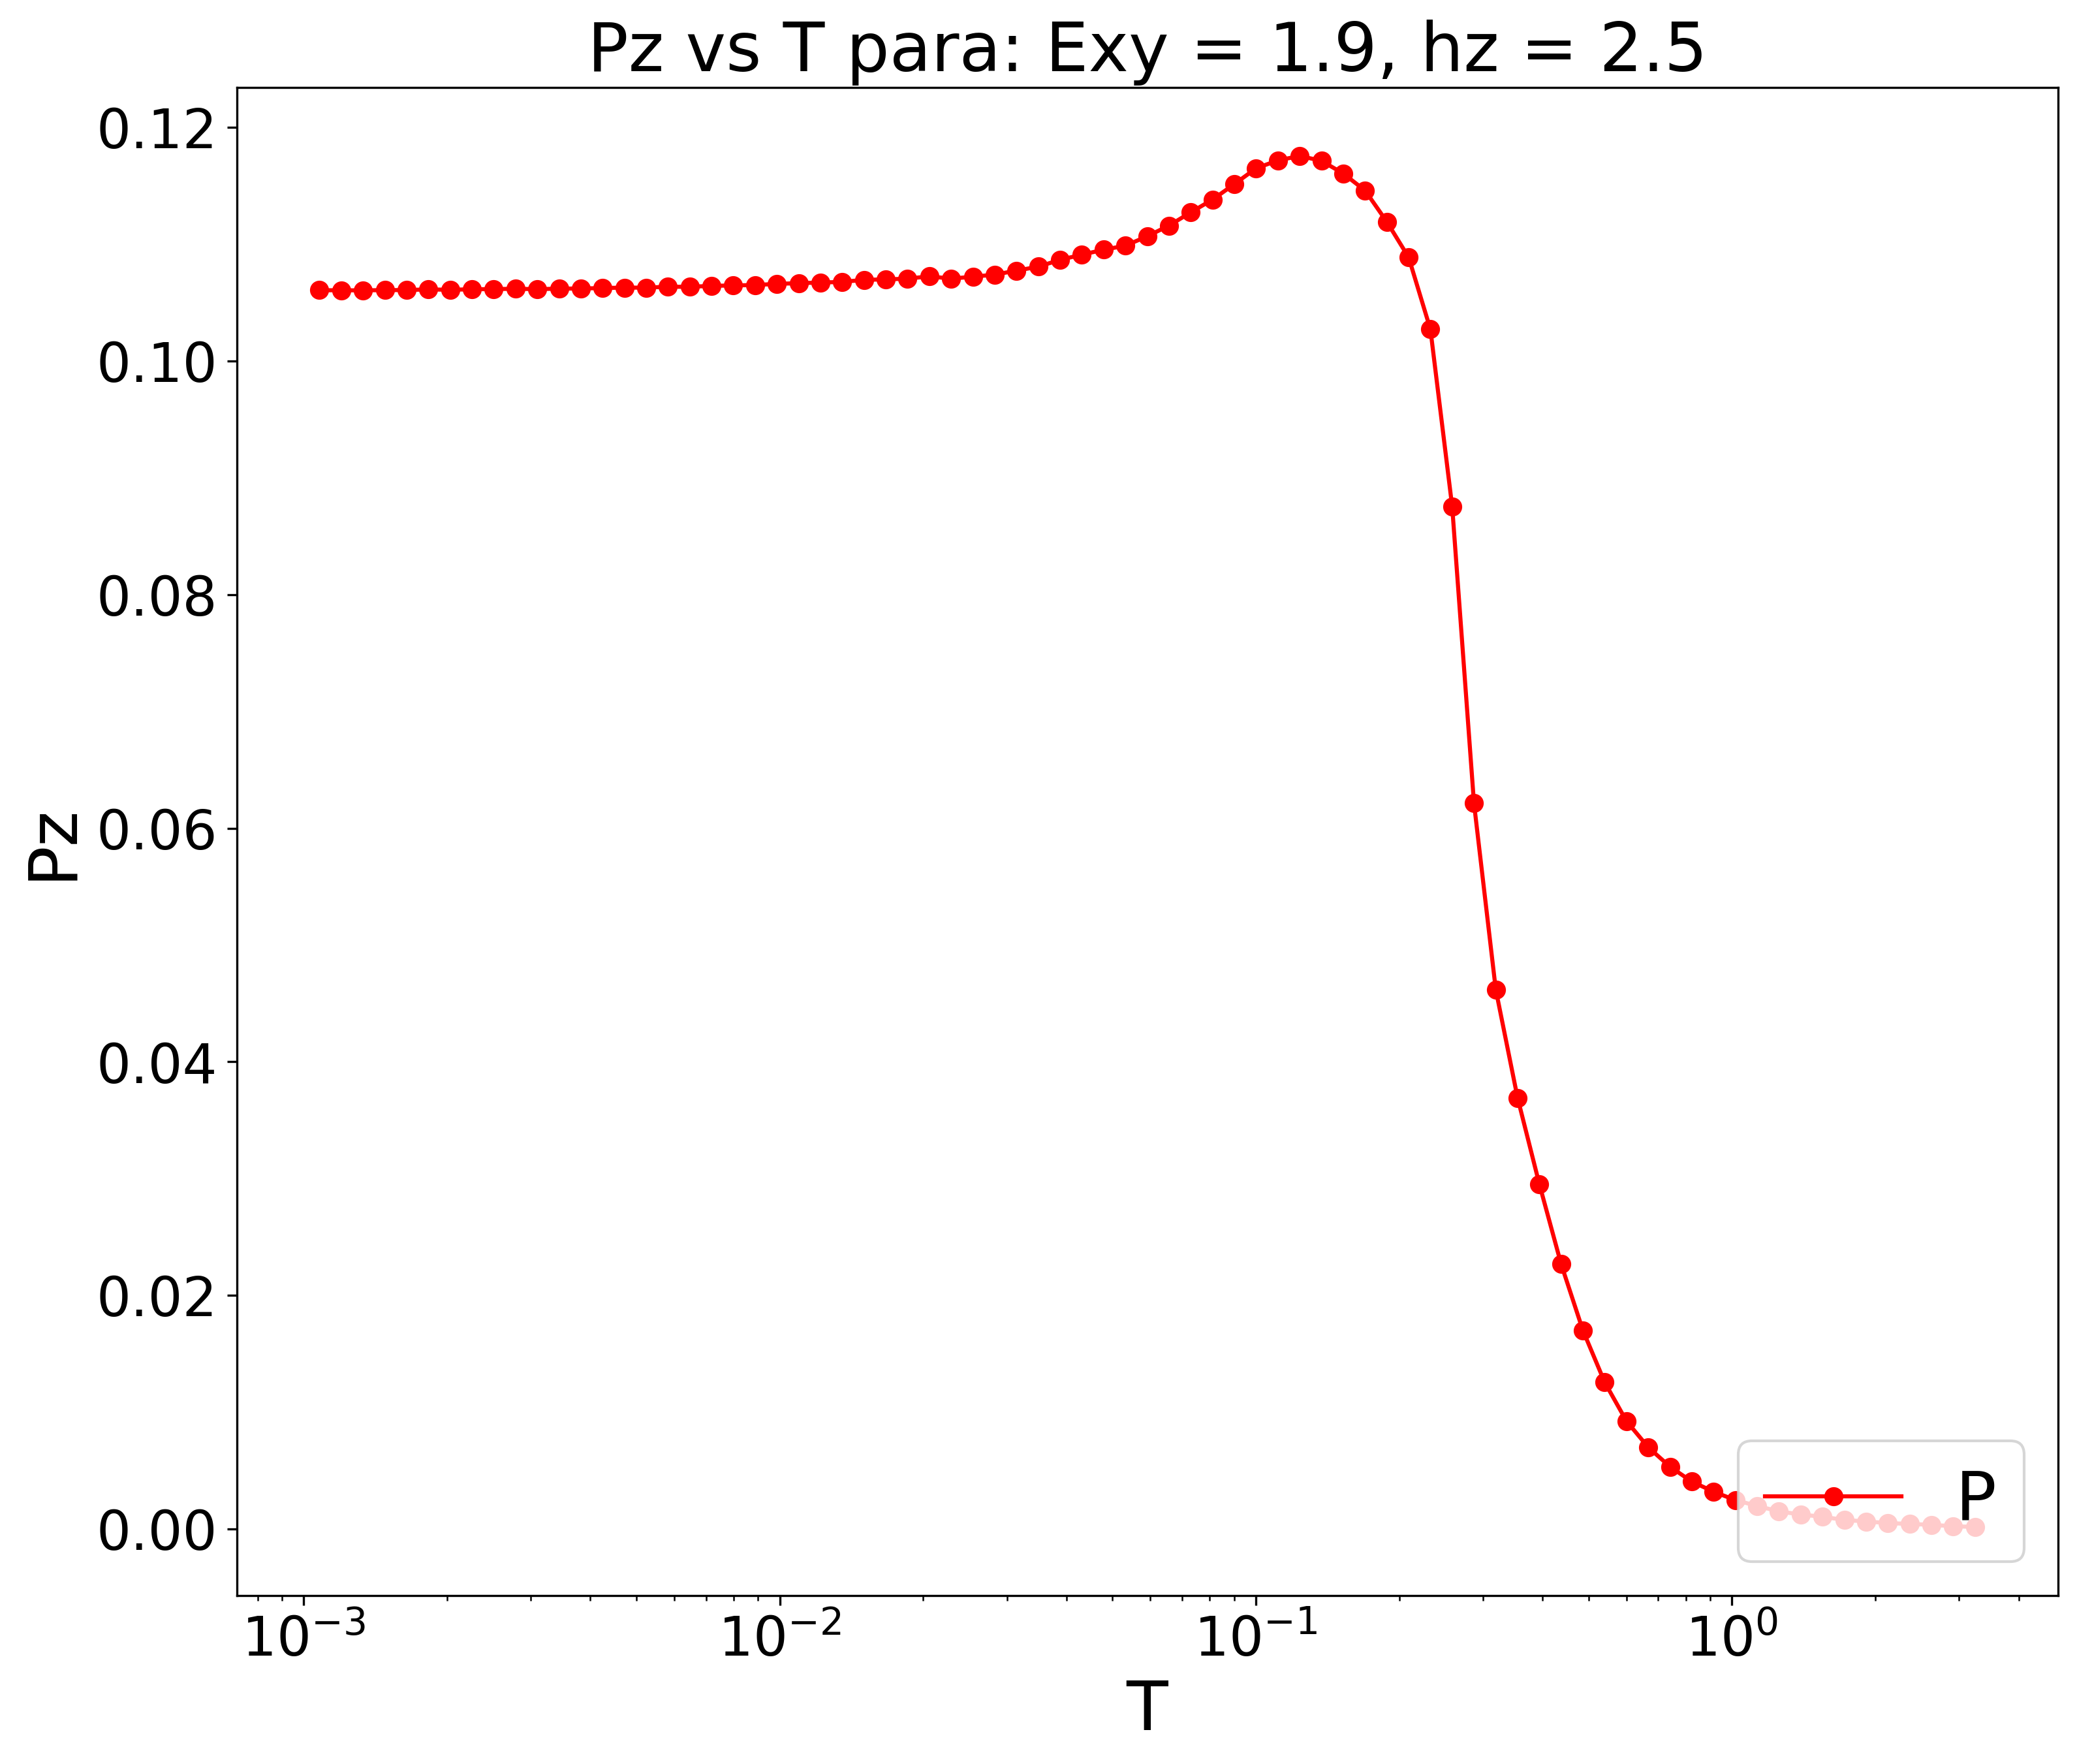 Pz vs T para: Exy = 1.9, hz = 2.5
0.12
0.10
0.08
0.06
0.04
0.02
0.00
Pz
P
10⁻³ 10⁻² 10⁻¹ 10⁰
T